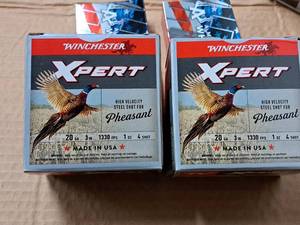 WINCHESTER
XPERT
HIGH VELOCITY
STEEL SHOT FOR
Pheasant
20 GA 3 IN 1330 FPS 1 OZ 4 SHOT
★ MADE IN USA ★
WINCHESTER
XPERT
HIGH VELOCITY
STEEL SHOT FOR
Pheasant
20 GA 3 IN 1330 FPS 1 OZ 4 SHOT
★ MADE IN USA ★